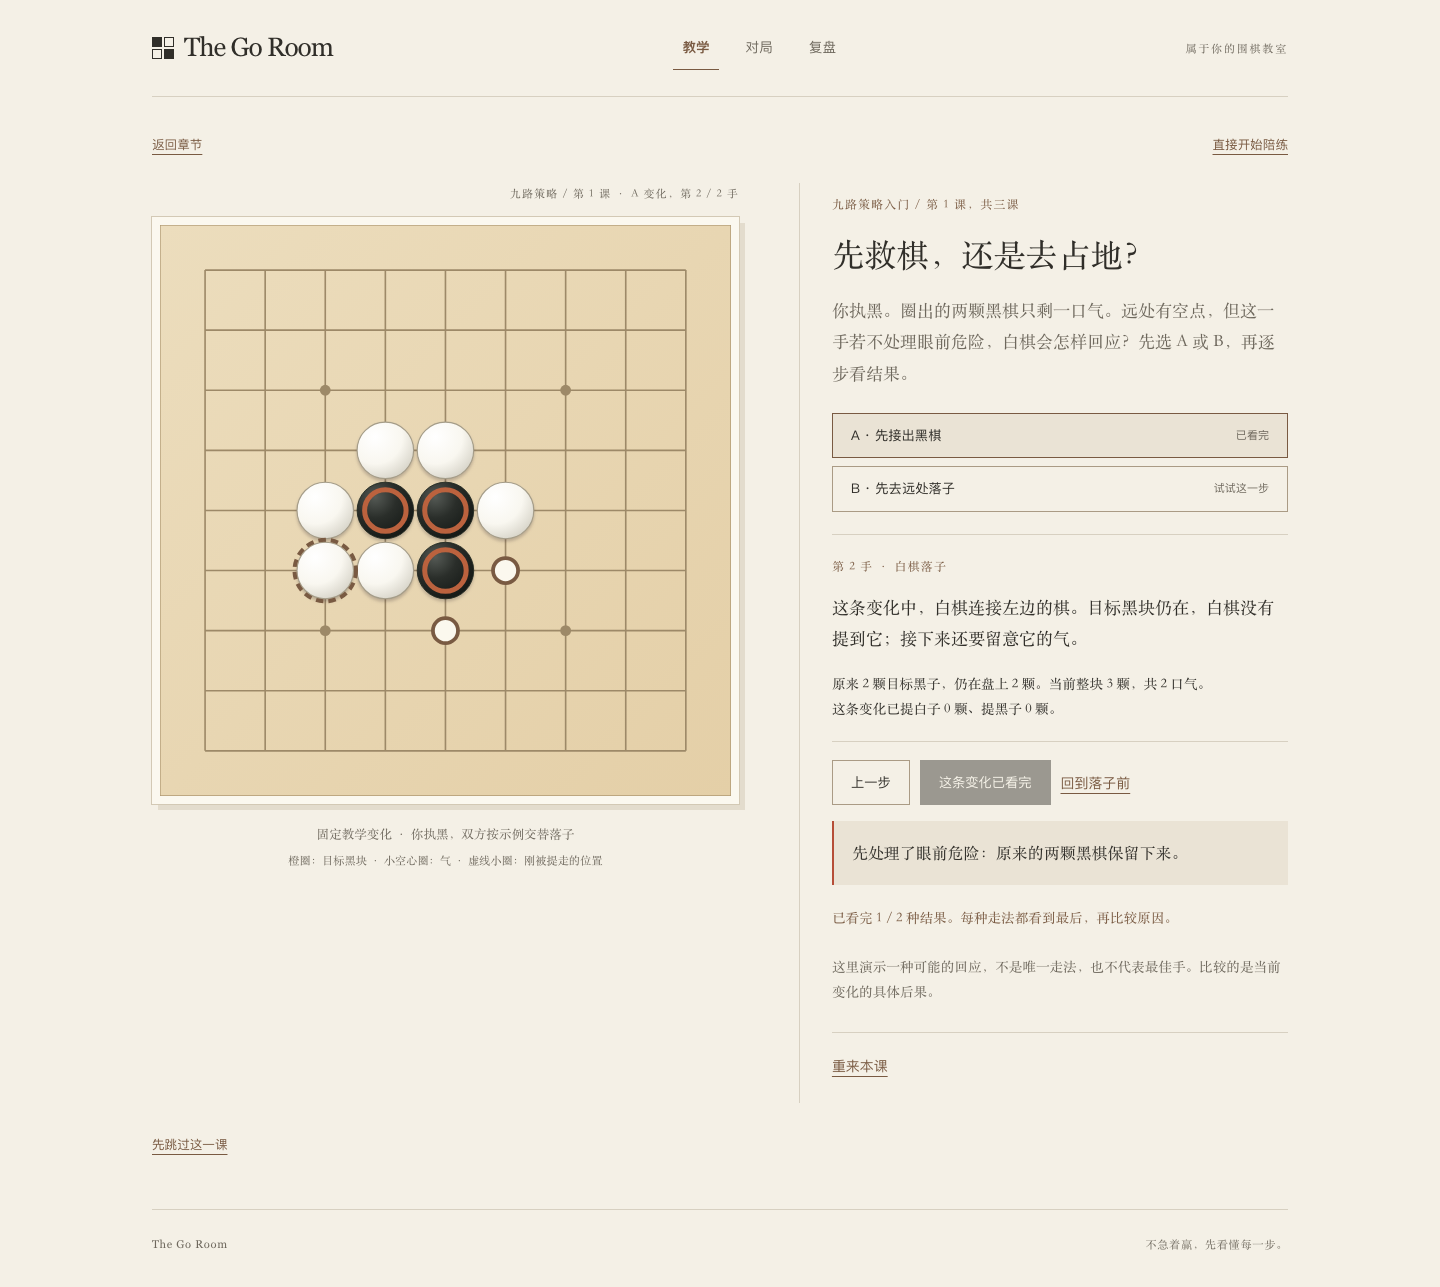 The Go Room
教学
对局
复盘
属于你的围棋教室
返回章节
直接开始陪练
九路策略 / 第 1 课 · A 变化，第 2 / 2 手
固定教学变化 · 你执黑，双方按示例交替落子
橙圈：目标黑块 · 小空心圈：气 · 虚线小圈：刚被提走的位置
九路策略入门 / 第 1 课，共三课
先救棋，还是去占地？
你执黑。圈出的两颗黑棋只剩一口气。远处有空点，但这一
手若不处理眼前危险，白棋会怎样回应？先选 A 或 B，再逐
步看结果。
A · 先接出黑棋
已看完
B · 先去远处落子
试试这一步
第 2 手 · 白棋落子
这条变化中，白棋连接左边的棋。目标黑块仍在，白棋没有
提到它；接下来还要留意它的气。
原来 2 颗目标黑子，仍在盘上 2 颗。当前整块 3 颗，共 2 口气。
这条变化已提白子 0 颗、提黑子 0 颗。
上一步
这条变化已看完
回到落子前
先处理了眼前危险：原来的两颗黑棋保留下来。
已看完 1 / 2 种结果。每种走法都看到最后，再比较原因。
这里演示一种可能的回应，不是唯一走法，也不代表最佳手。比较的是当前
变化的具体后果。
重来本课
先跳过这一课
The Go Room
不急着赢，先看懂每一步。